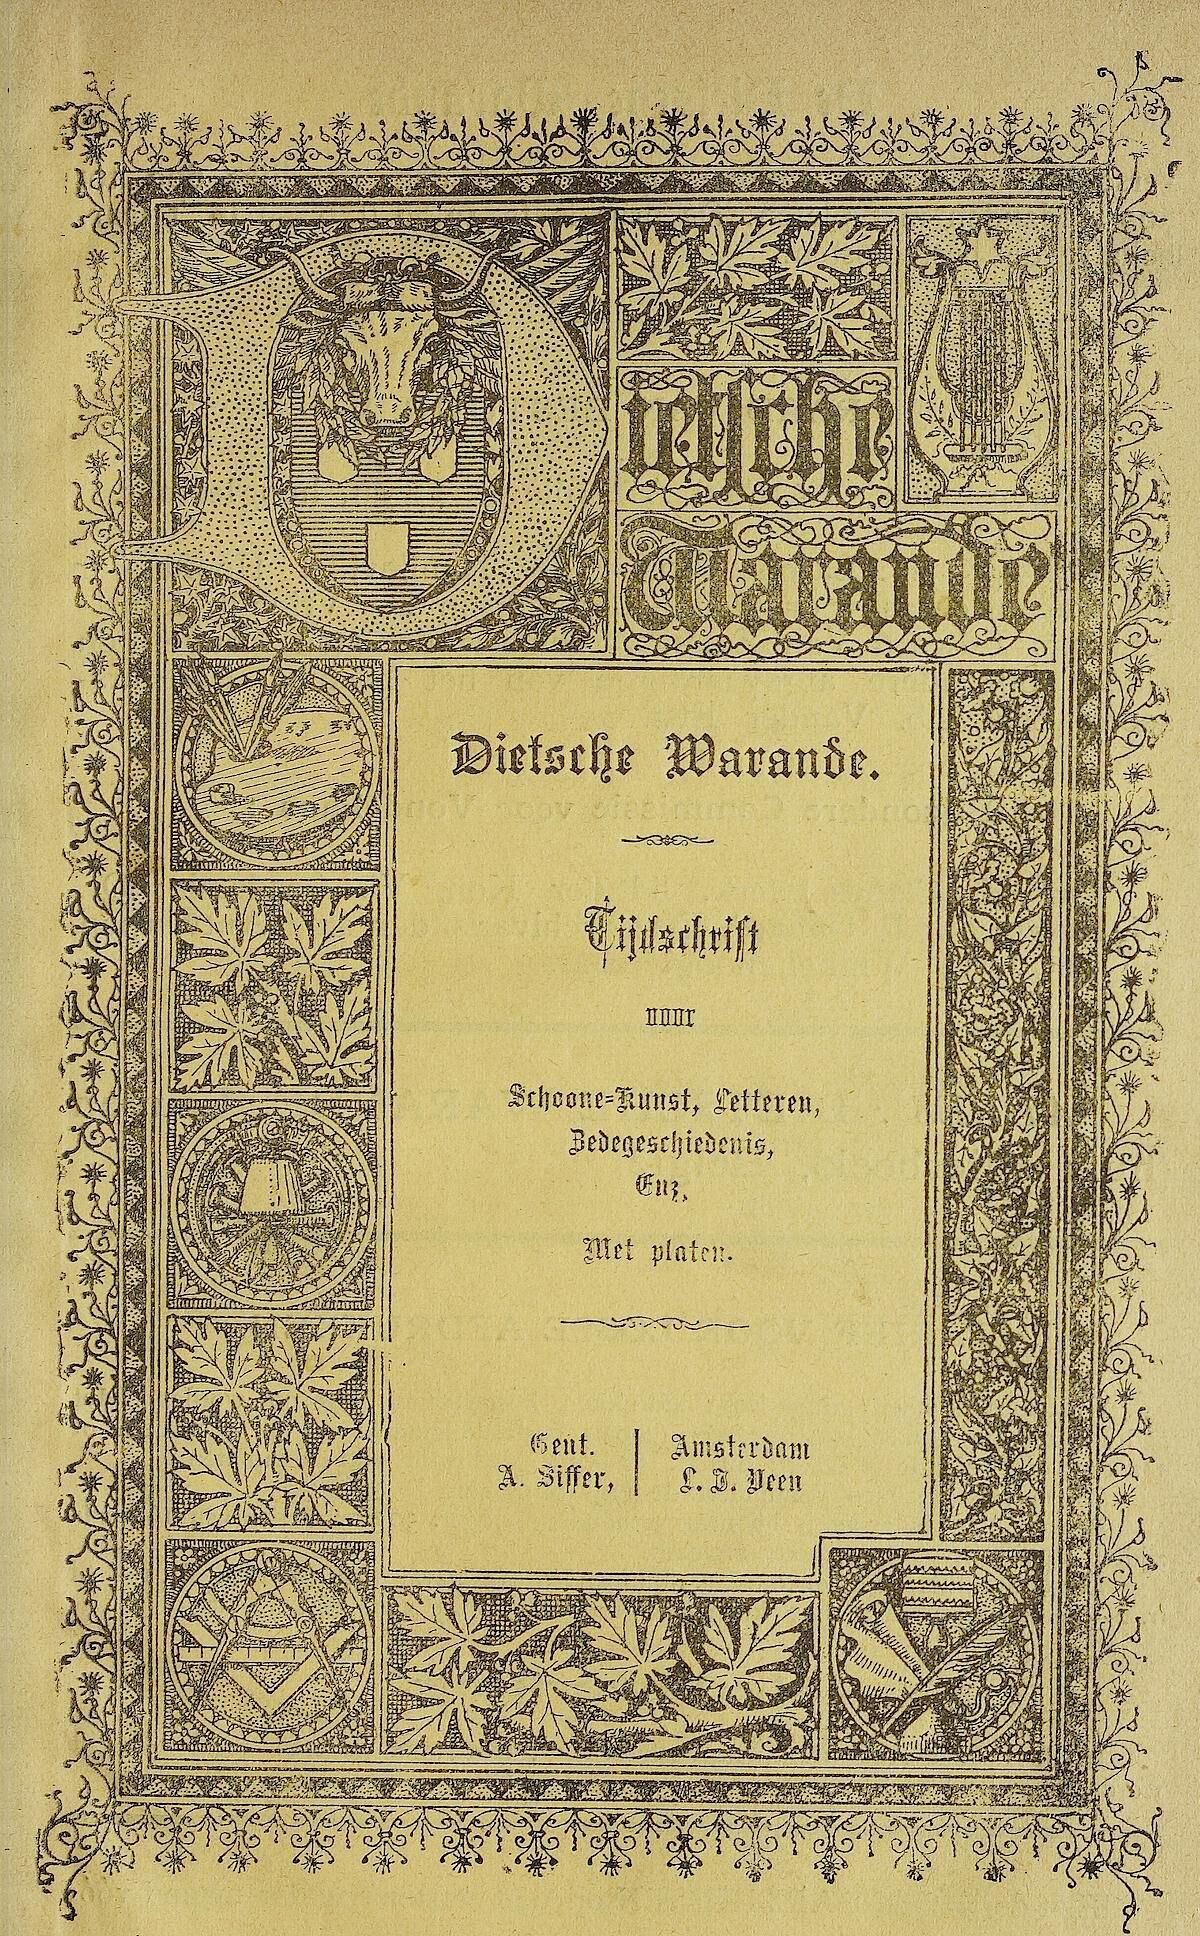 Dietsche
Warande
Dietsche Warande.
Tijdschrift
voor
Schoone=Kunst, Letteren,
Zedegeschiedenis,
Enz,
Met platen.
Gent. | Amsterdam
A. Siffer, | L. J. Veen